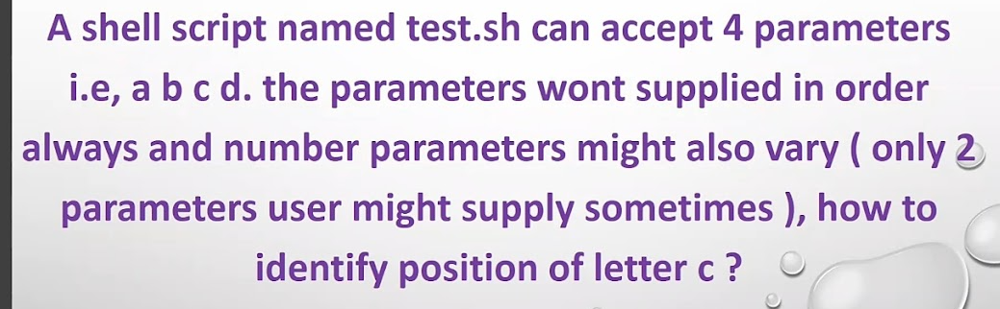 A shell script named test.sh can accept 4 parameters
i.e, a b c d. the parameters wont supplied in order
always and number parameters might also vary ( only 2
parameters user might supply sometimes ), how to
identify position of letter c ?